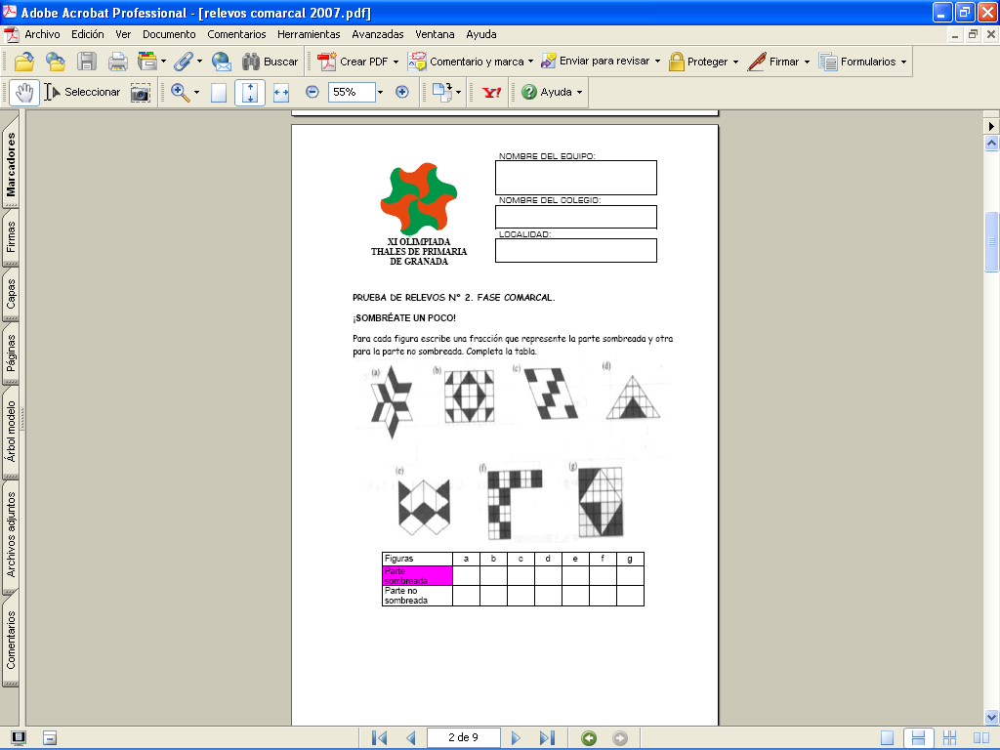 Adobe Acrobat Professional - [relevos comarcal 2007.pdf]
Archivo Edición Ver Documento Comentarios Herramientas Avanzadas Ventana Ayuda
Buscar Crear PDF Comentario y marca Enviar para revisar Proteger Firmar Formularios
Seleccionar 55% Y! Ayuda
Marcadores
Firmas
Capas
Páginas
Árbol modelo
Archivos adjuntos
Comentarios
NOMBRE DEL EQUIPO:
NOMBRE DEL COLEGIO:
LOCALIDAD:
XI OLIMPIADA
THALES DE PRIMARIA
DE GRANADA
PRUEBA DE RELEVOS Nº 2. FASE COMARCAL.
¡SOMBRÉATE UN POCO!
Para cada figura escribe una fracción que represente la parte sombreada y otra
para la parte no sombreada. Completa la tabla.
(a) (b) (c) (d)
(e) (f) (g)
Figuras a b c d e f g
Parte
sombreada
Parte no
sombreada
2 de 9